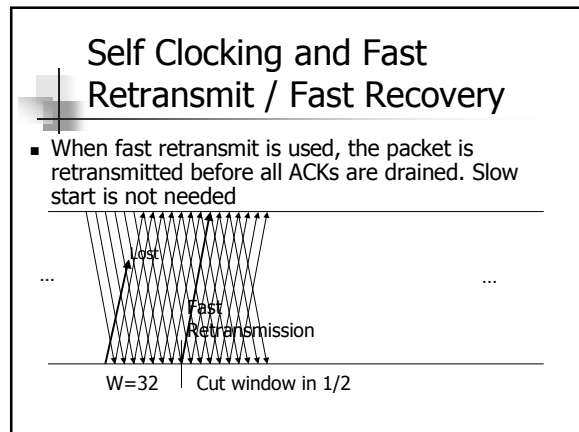 Self Clocking and Fast
Retransmit / Fast Recovery
■ When fast retransmit is used, the packet is
retransmitted before all ACKs are drained. Slow
start is not needed
Lost
...
...
Fast
Retransmission
W=32
Cut window in 1/2